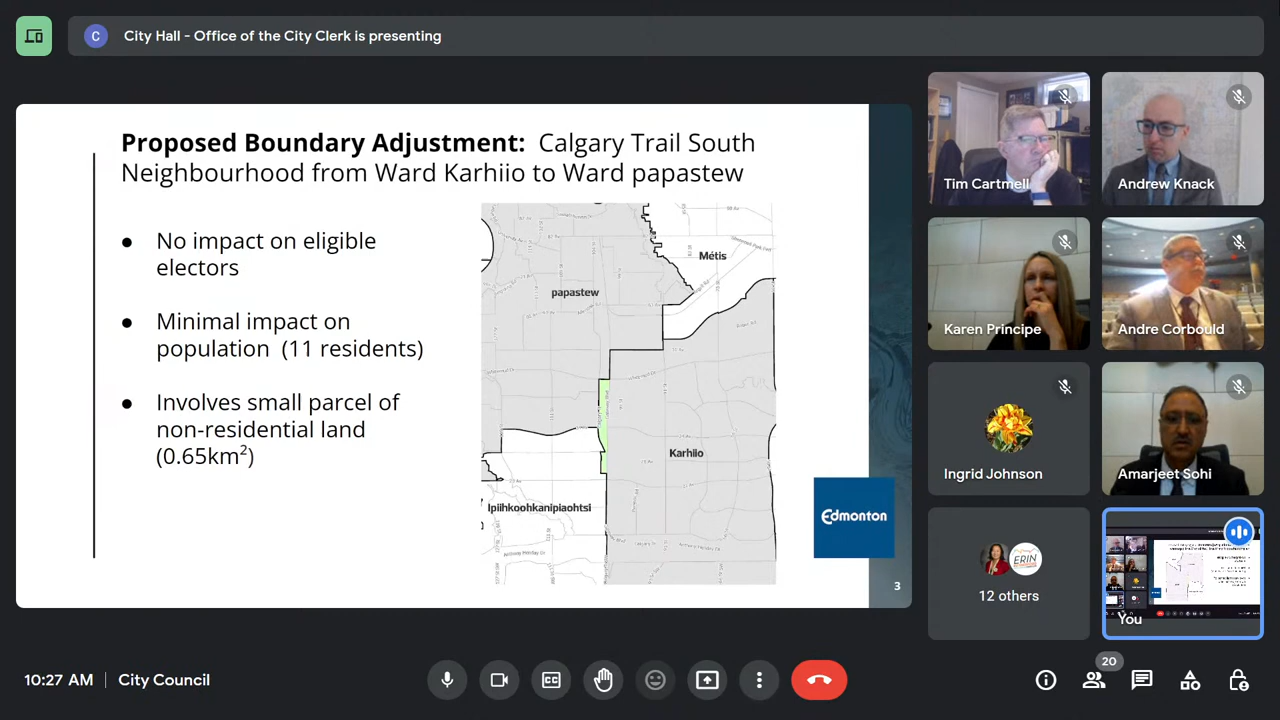 C
City Hall - Office of the City Clerk is presenting
Proposed Boundary Adjustment: Calgary Trail South
Neighbourhood from Ward Karhiio to Ward papastew
● No impact on eligible
electors
● Minimal impact on
population (11 residents)
● Involves small parcel of
non-residential land
(0.65km²)
Métis
papastew
Karhiio
Ipiihkoohkanipiaohtsi
Edmonton
3
Tim Cartmell
Andrew Knack
Karen Principe
Andre Corbould
Ingrid Johnson
Amarjeet Sohi
ERIN
12 others
You
10:27 AM | City Council
CC
20